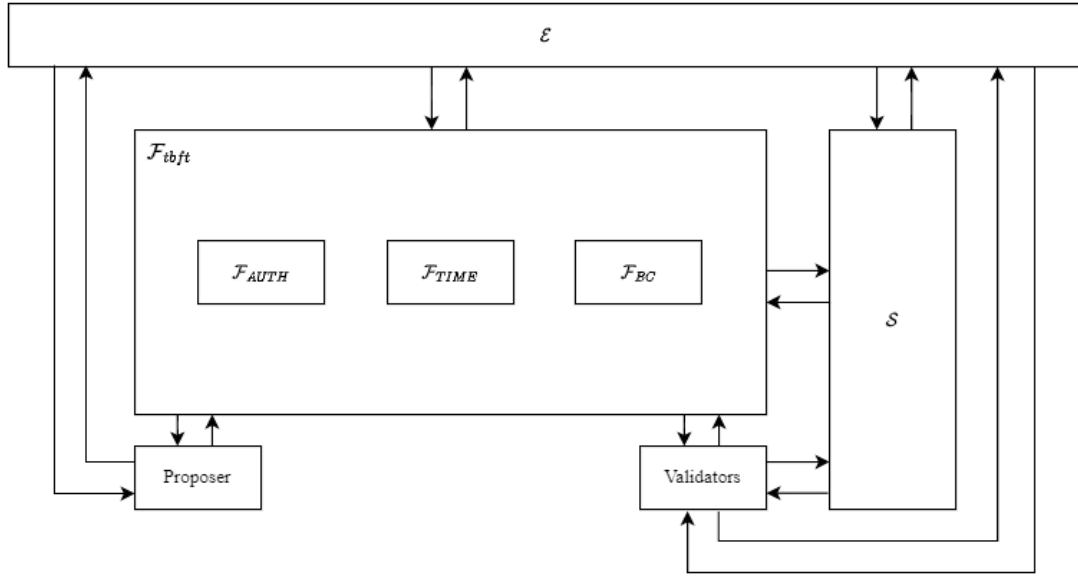 ℰ
ℱ_tbft
ℱ_AUTH ℱ_TIME ℱ_BC
𝒮
Proposer Validators